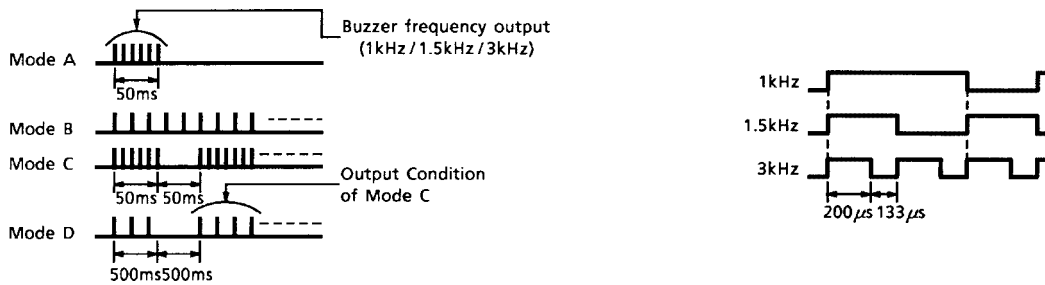 Buzzer frequency output
(1kHz / 1.5kHz / 3kHz)
Mode A
50ms
Mode B
Mode C
50ms 50ms
Output Condition
of Mode C
Mode D
500ms 500ms
1kHz
1.5kHz
3kHz
200μs 133μs